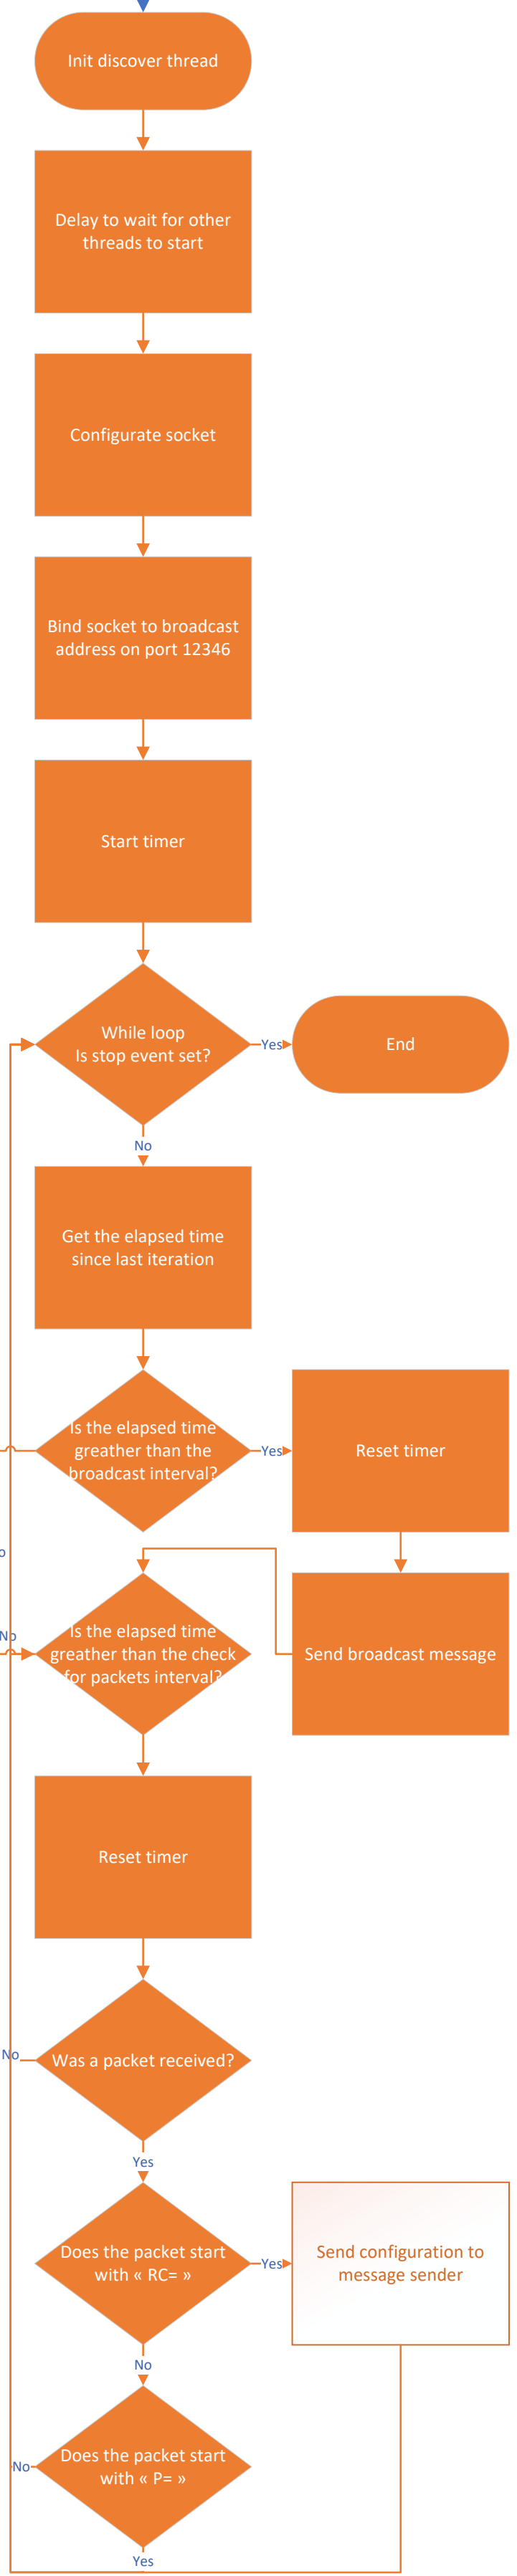 Init discover thread
Delay to wait for other
threads to start
Configurate socket
Bind socket to broadcast
address on port 12346
Start timer
While loop
Is stop event set?
Yes
End
No
Get the elapsed time
since last iteration
Is the elapsed time
greather than the
broadcast interval?
Yes
Reset timer
No
Is the elapsed time
greather than the check
for packets interval?
Send broadcast message
Reset timer
No
Was a packet received?
Yes
Does the packet start
with « RC= »
Yes
Send configuration to
message sender
No
No
Does the packet start
with « P= »
Yes